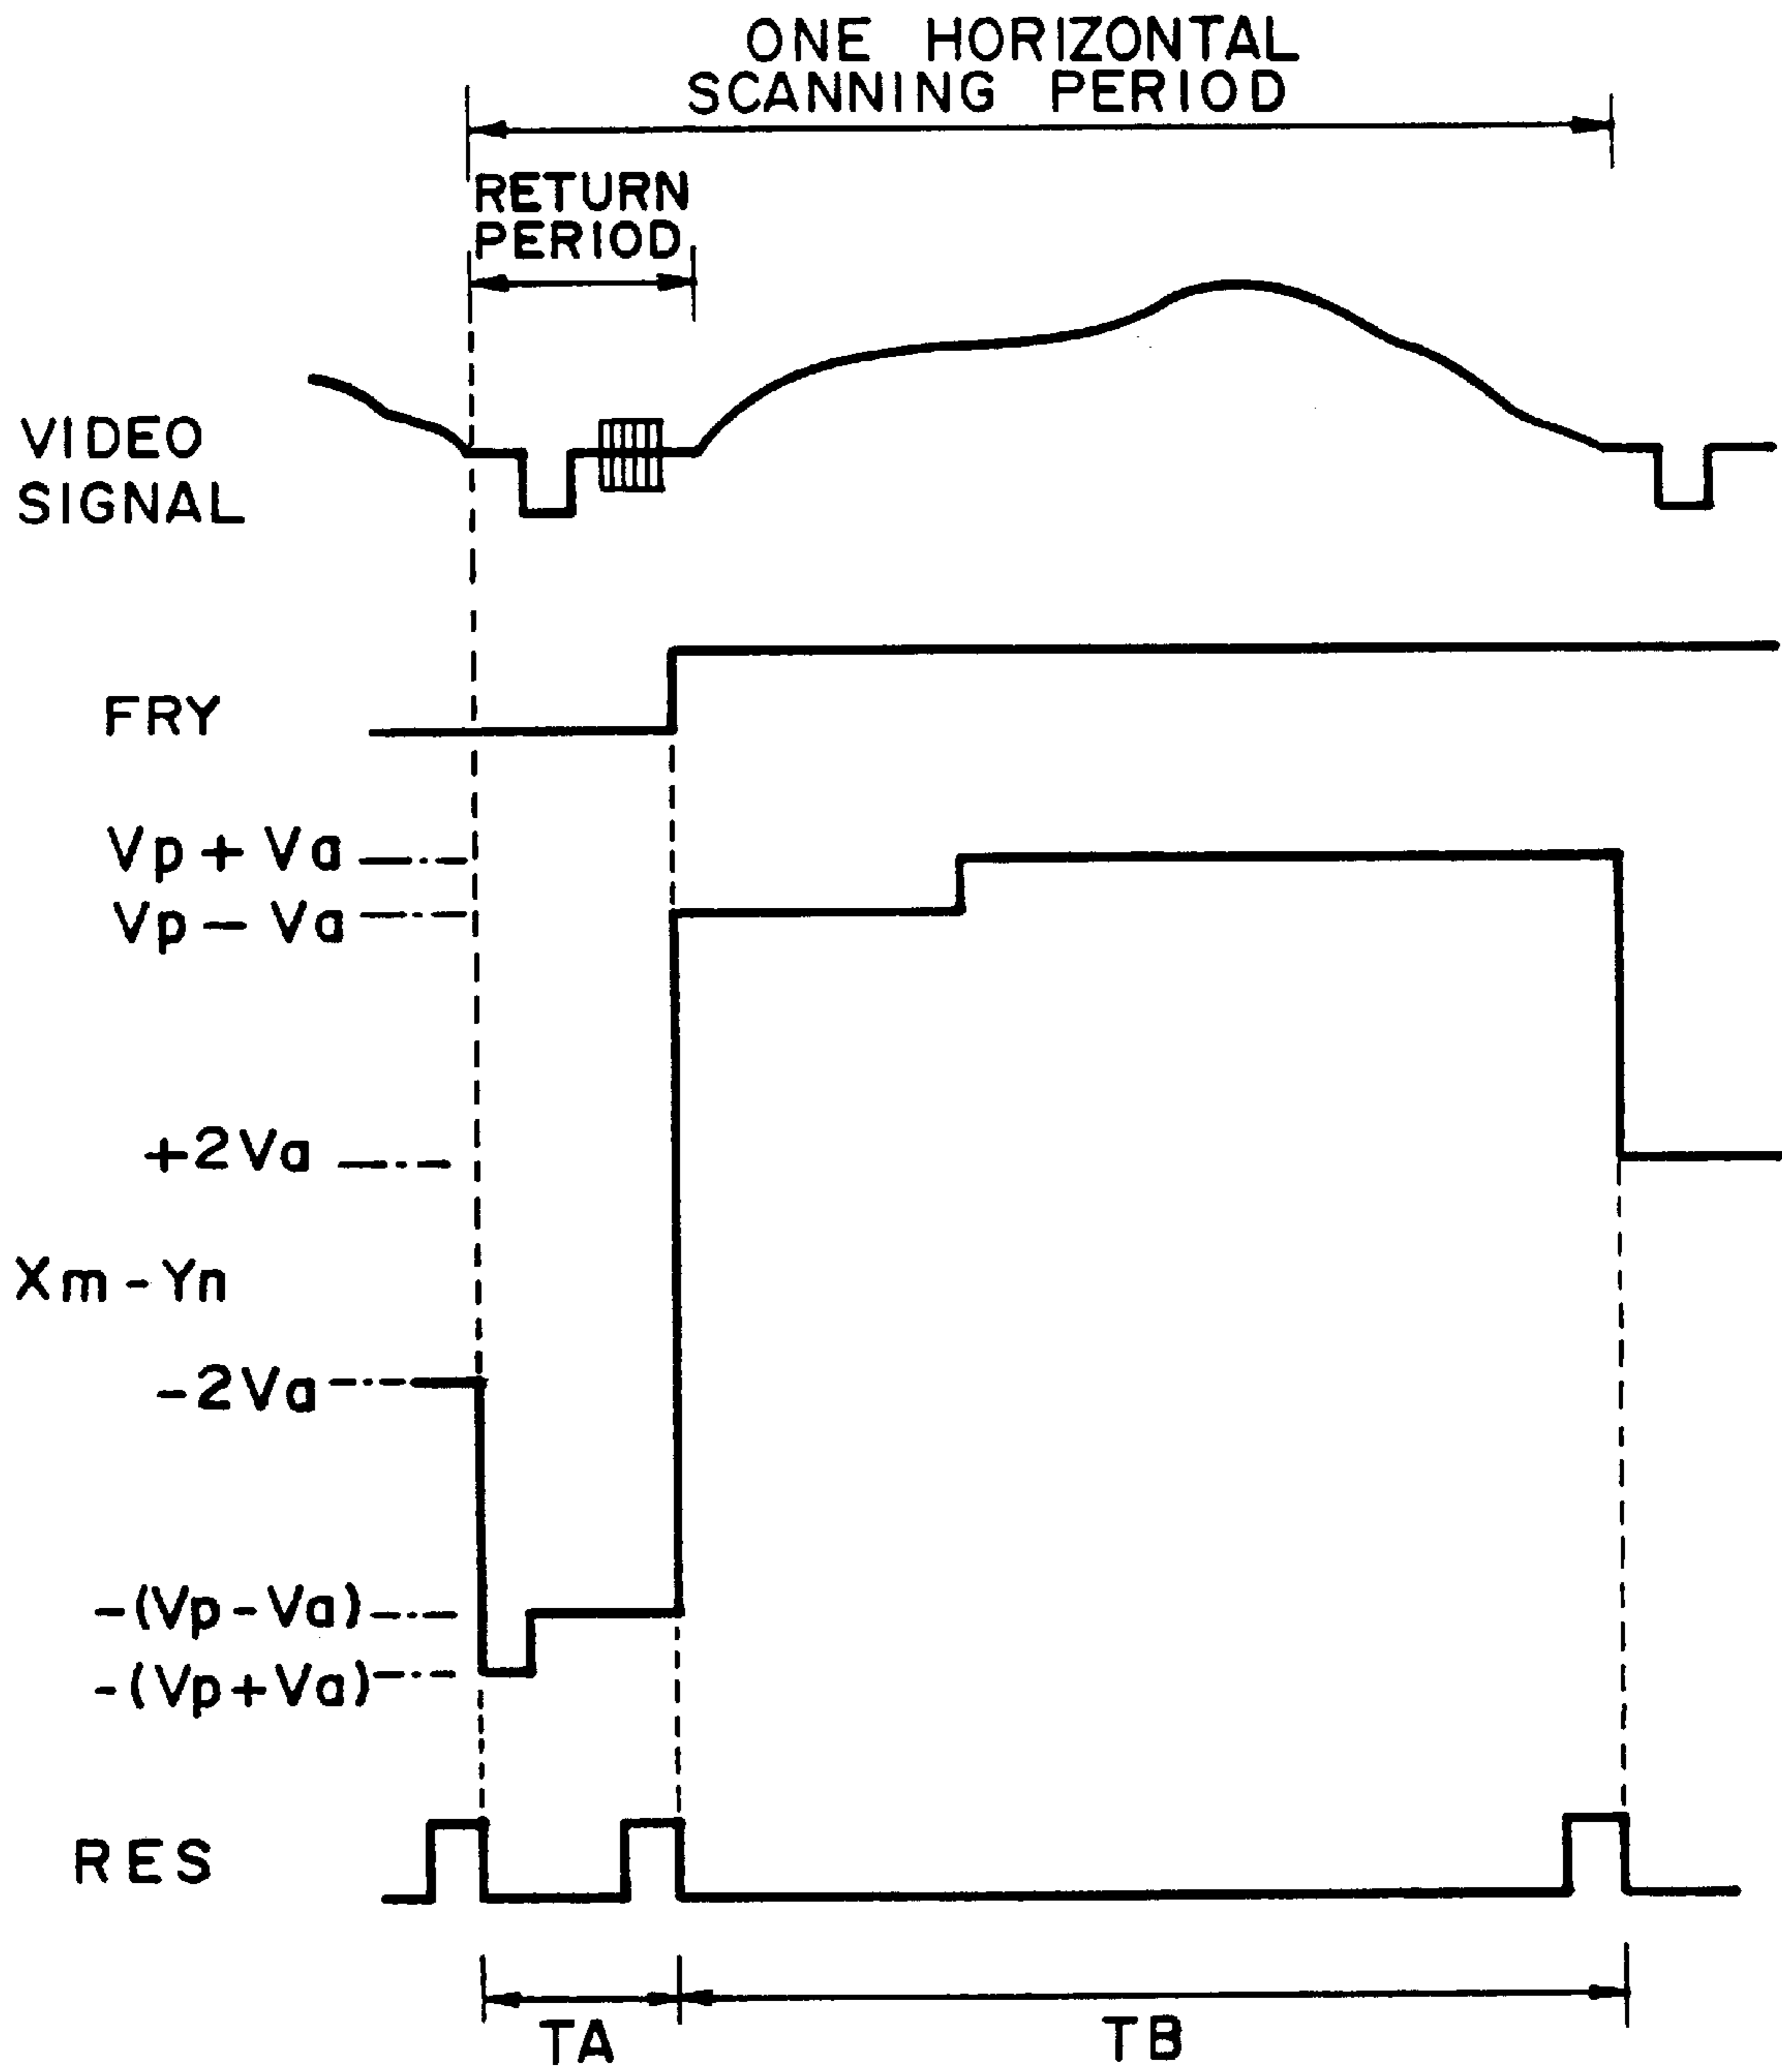 ONE HORIZONTAL
SCANNING PERIOD
RETURN
PERIOD
VIDEO
SIGNAL
FRY
Vp + Va
Vp - Va
+2Va
Xm - Yn
-2Va
-(Vp - Va)
-(Vp + Va)
RES
TA
TB